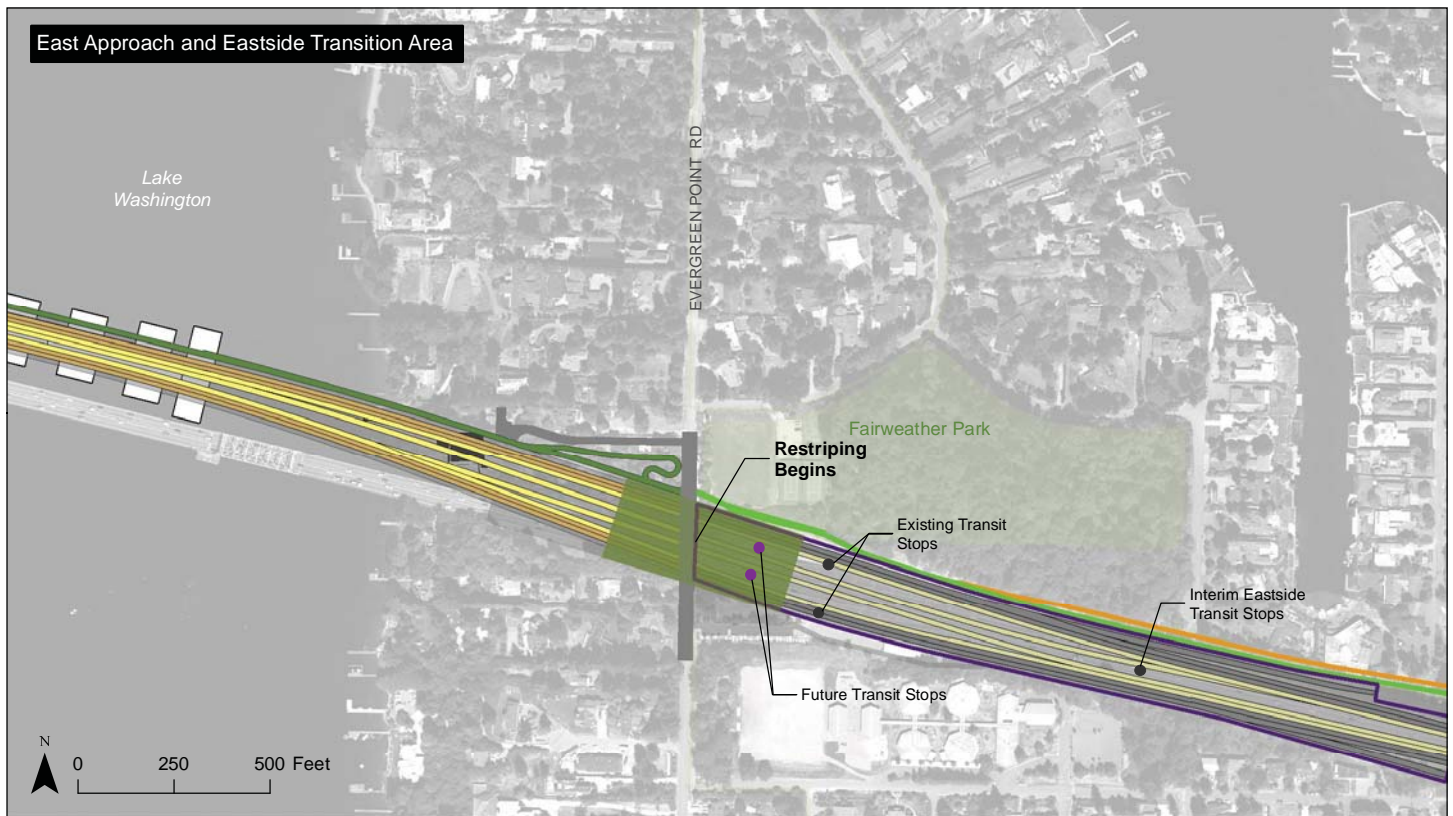 East Approach and Eastside Transition Area
Lake
Washington
EVERGREEN POINT RD
Fairweather Park
Restriping
Begins
Existing Transit
Stops
Interim Eastside
Transit Stops
Future Transit Stops
N
0 250 500 Feet